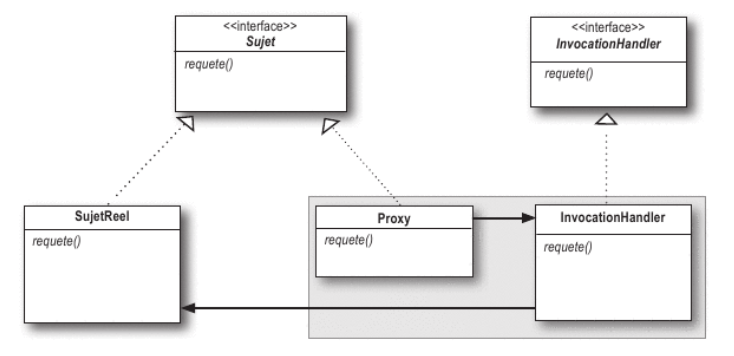 <<interface>>
Sujet
requete()
<<interface>>
InvocationHandler
requete()
SujetReel
requete()
Proxy
requete()
InvocationHandler
requete()